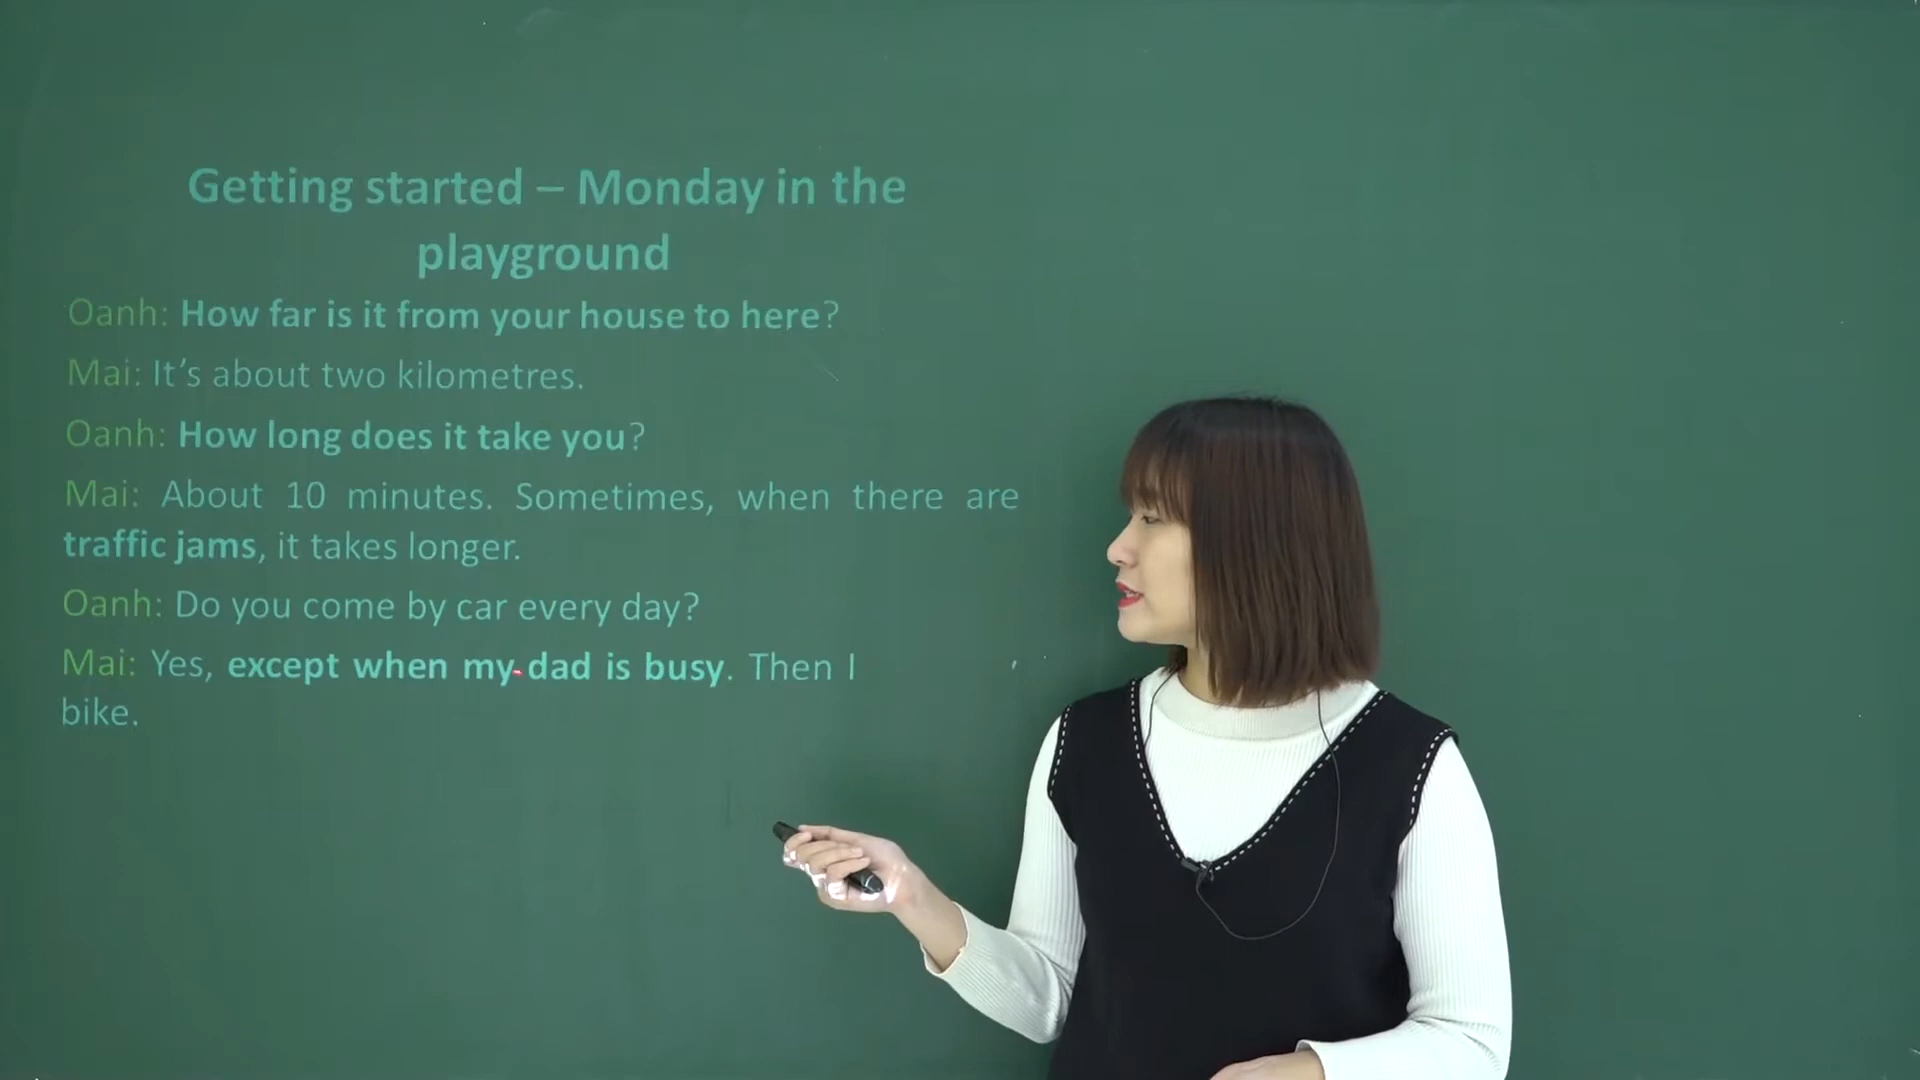 Getting started – Monday in the
playground
Oanh: How far is it from your house to here?
Mai: It’s about two kilometres.
Oanh: How long does it take you?
Mai: About 10 minutes. Sometimes, when there are
traffic jams, it takes longer.
Oanh: Do you come by car every day?
Mai: Yes, except when my dad is busy. Then I
bike.